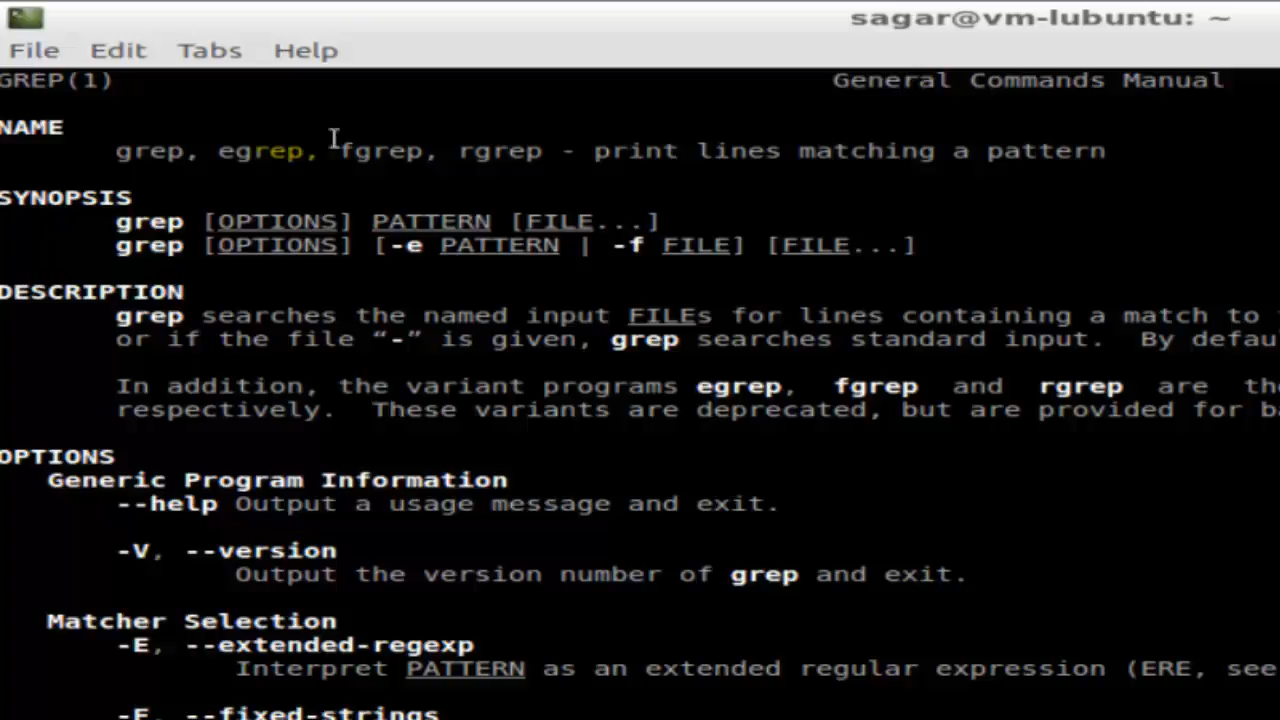 sagar@vm-lubuntu: ~
File Edit Tabs Help
GREP(1) General Commands Manual
NAME
grep, egrep, fgrep, rgrep - print lines matching a pattern
SYNOPSIS
grep [OPTIONS] PATTERN [FILE...]
grep [OPTIONS] [-e PATTERN | -f FILE] [FILE...]
DESCRIPTION
grep searches the named input FILEs for lines containing a match to
or if the file “-” is given, grep searches standard input. By defau
In addition, the variant programs egrep, fgrep and rgrep are th
respectively. These variants are deprecated, but are provided for b
OPTIONS
Generic Program Information
--help Output a usage message and exit.
-V, --version
Output the version number of grep and exit.
Matcher Selection
-E, --extended-regexp
Interpret PATTERN as an extended regular expression (ERE, see
-F, --fixed-strings